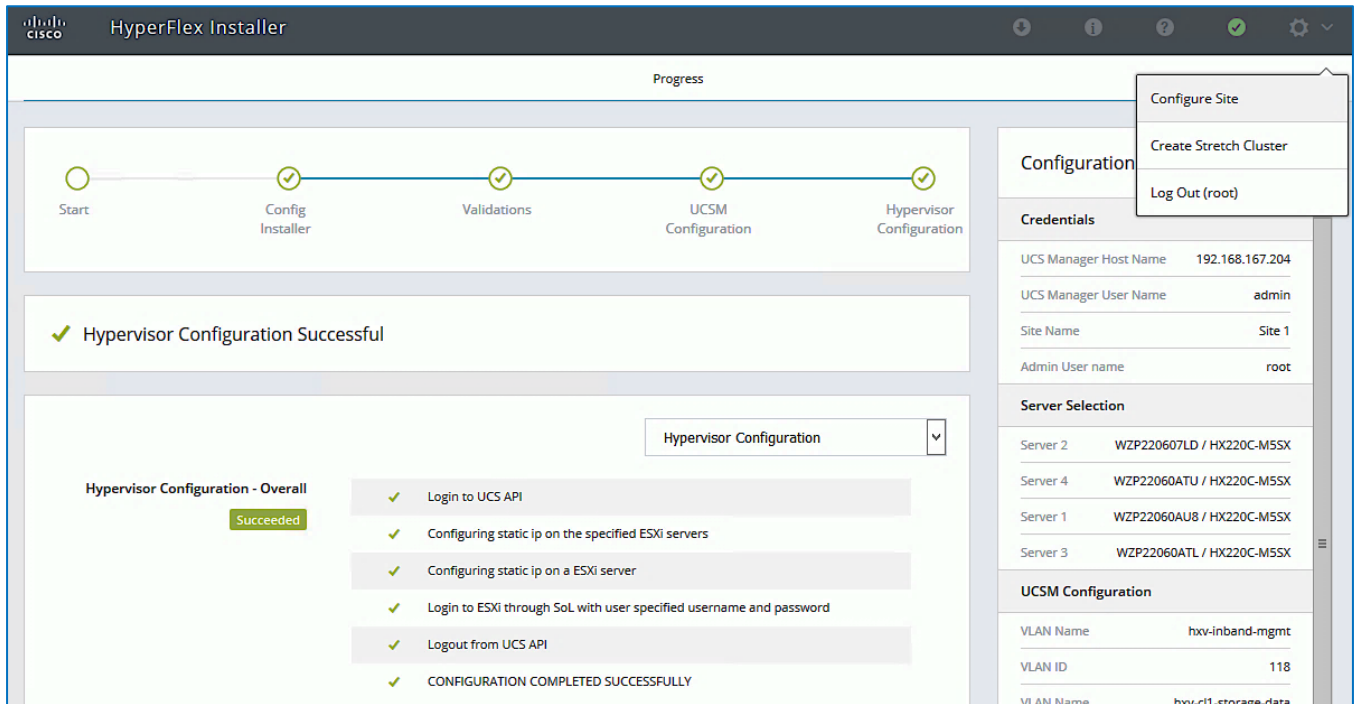 cisco HyperFlex Installer
Progress
Configure Site
Create Stretch Cluster
Log Out (root)
Start
Config
Installer
Validations
UCSM
Configuration
Hypervisor
Configuration
Hypervisor Configuration Successful
Hypervisor Configuration
Hypervisor Configuration - Overall
Succeeded
Login to UCS API
Configuring static ip on the specified ESXi servers
Configuring static ip on a ESXi server
Login to ESXi through SoL with user specified username and password
Logout from UCS API
CONFIGURATION COMPLETED SUCCESSFULLY
Configuration
Credentials
UCS Manager Host Name 192.168.167.204
UCS Manager User Name admin
Site Name Site 1
Admin User name root
Server Selection
Server 2 WZP220607LD / HX220C-M5SX
Server 4 WZP22060ATU / HX220C-M5SX
Server 1 WZP22060AU8 / HX220C-M5SX
Server 3 WZP22060ATL / HX220C-M5SX
UCSM Configuration
VLAN Name hxv-inband-mgmt
VLAN ID 118
VLAN Name hxv-cl1-storage-data